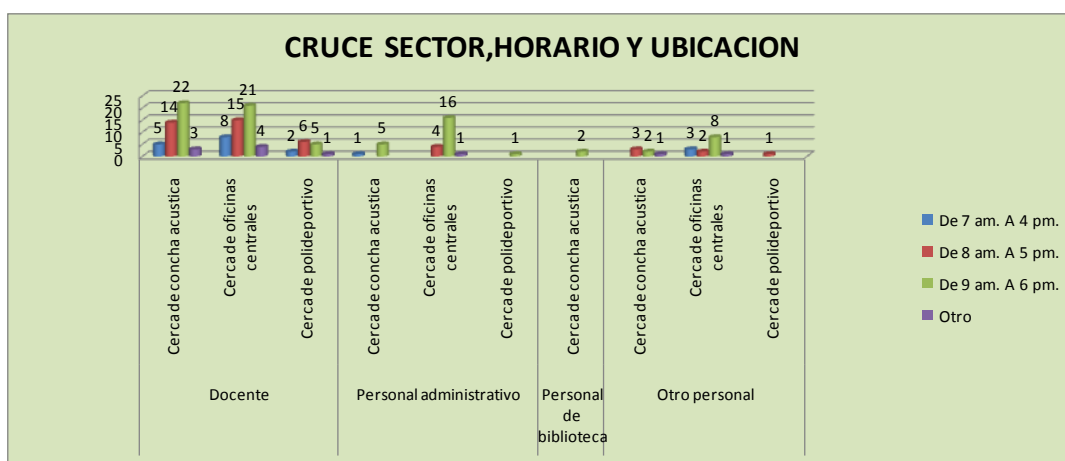 CRUCE SECTOR,HORARIO Y UBICACION
25
20
15
10
5
0
5 14 22 3
8 15 21 4
2 6 5 1
1 5
4 16 1
1
2
3 2 1
3 2 8 1
1
Cerca de concha acustica
Cerca de oficinas
centrales
Cerca de polideportivo
Cerca de concha acustica
Cerca de oficinas
centrales
Cerca de polideportivo
Cerca de concha acustica
Cerca de concha acustica
Cerca de oficinas
centrales
Cerca de polideportivo
Docente
Personal administrativo
Personal
de
biblioteca
Otro personal
De 7 am. A 4 pm.
De 8 am. A 5 pm.
De 9 am. A 6 pm.
Otro